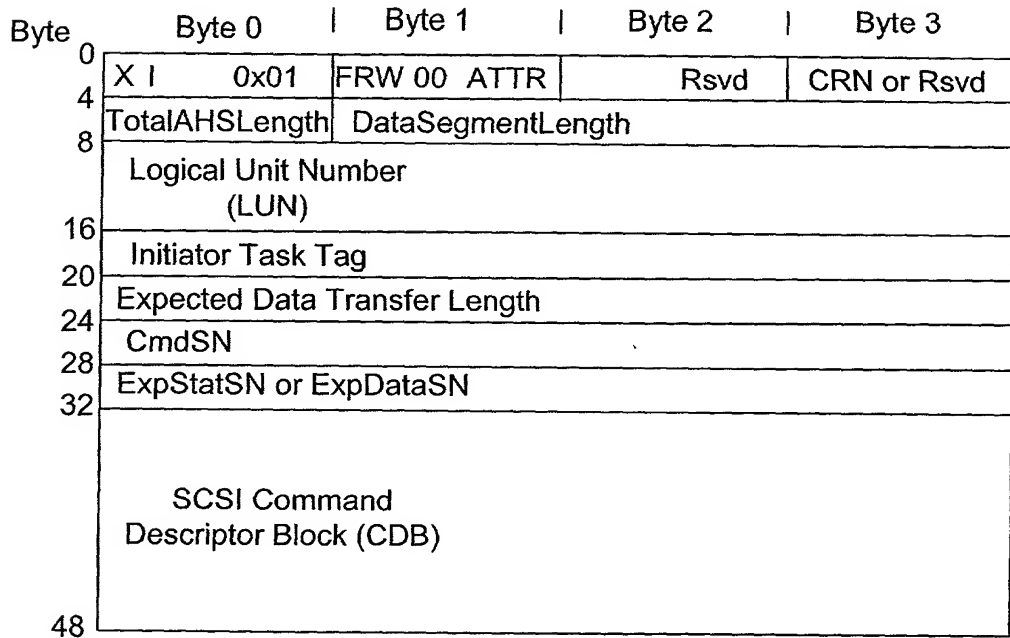 Byte Byte 0 | Byte 1 | Byte 2 | Byte 3
0
X I 0x01 FRW 00 ATTR Rsvd CRN or Rsvd
4
TotalAHSLength DataSegmentLength
8
Logical Unit Number
(LUN)
16
Initiator Task Tag
20
Expected Data Transfer Length
24
CmdSN
28
ExpStatSN or ExpDataSN
32
SCSI Command
Descriptor Block (CDB)
48